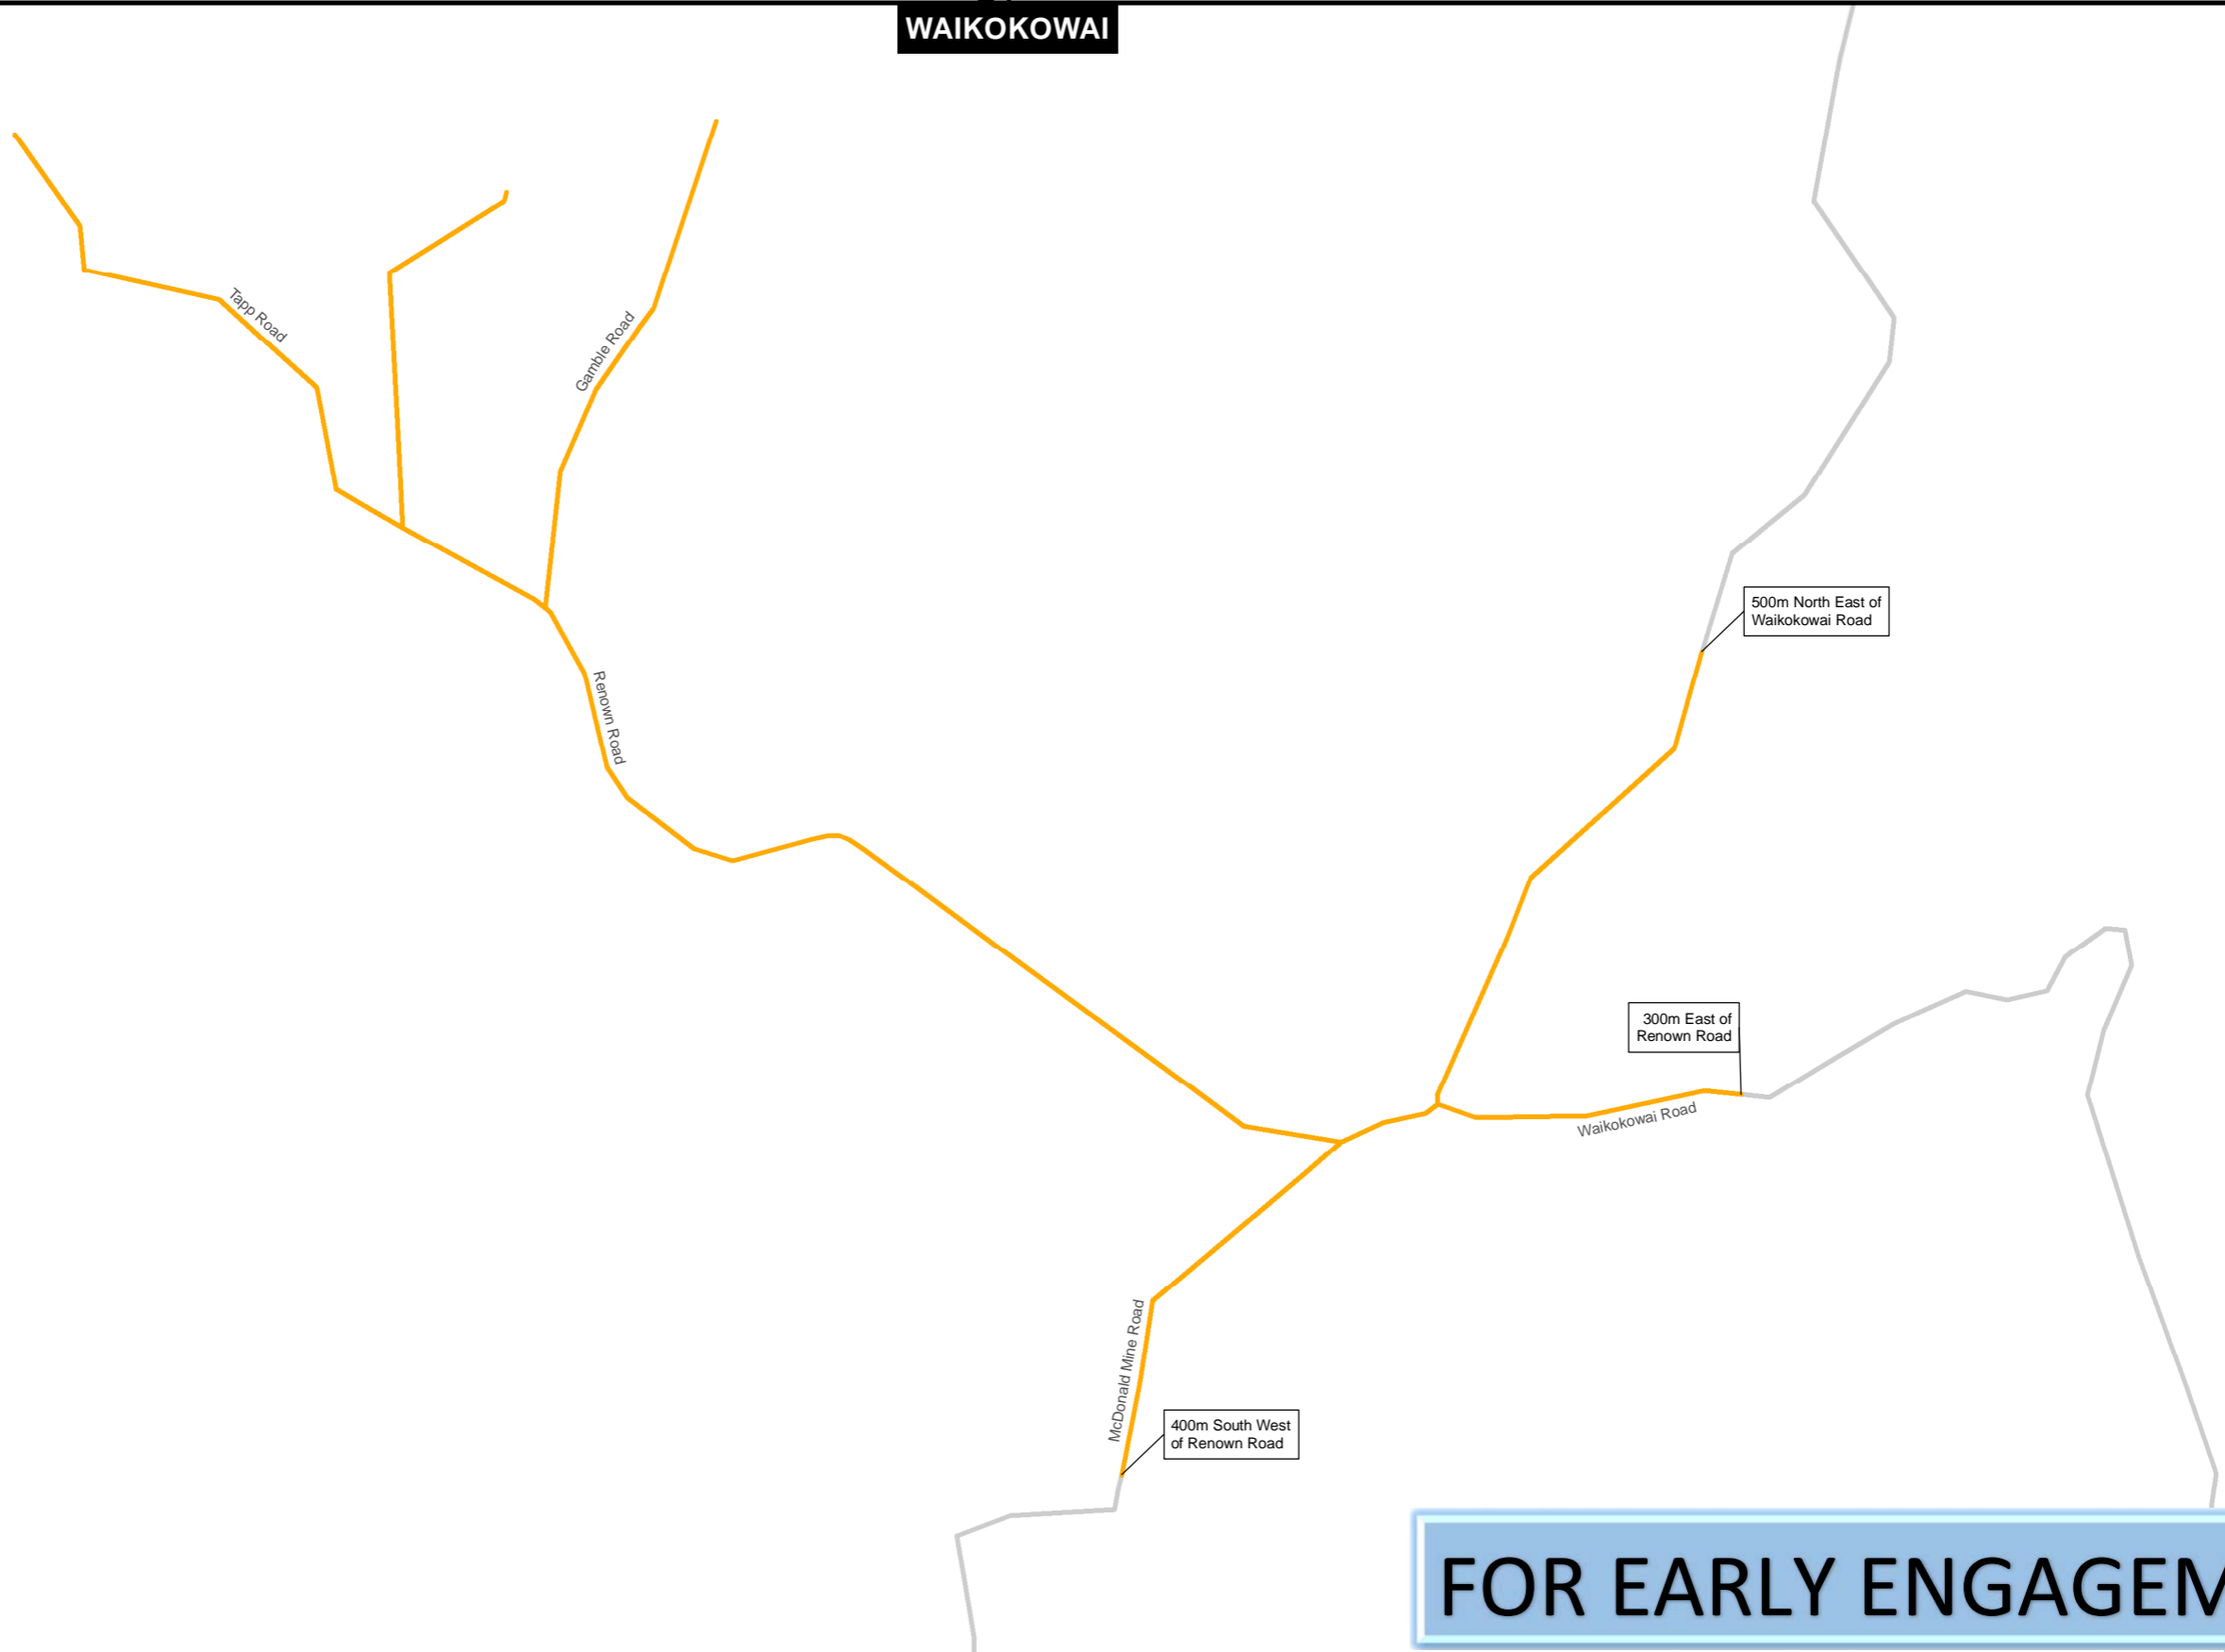 WAIKOKOWAI
Tapp Road
Gamble Road
500m North East of
Waikokowai Road
Renown Road
300m East of
Renown Road
Waikokowai Road
McDonald Mine Road
400m South West
of Renown Road
FOR EARLY